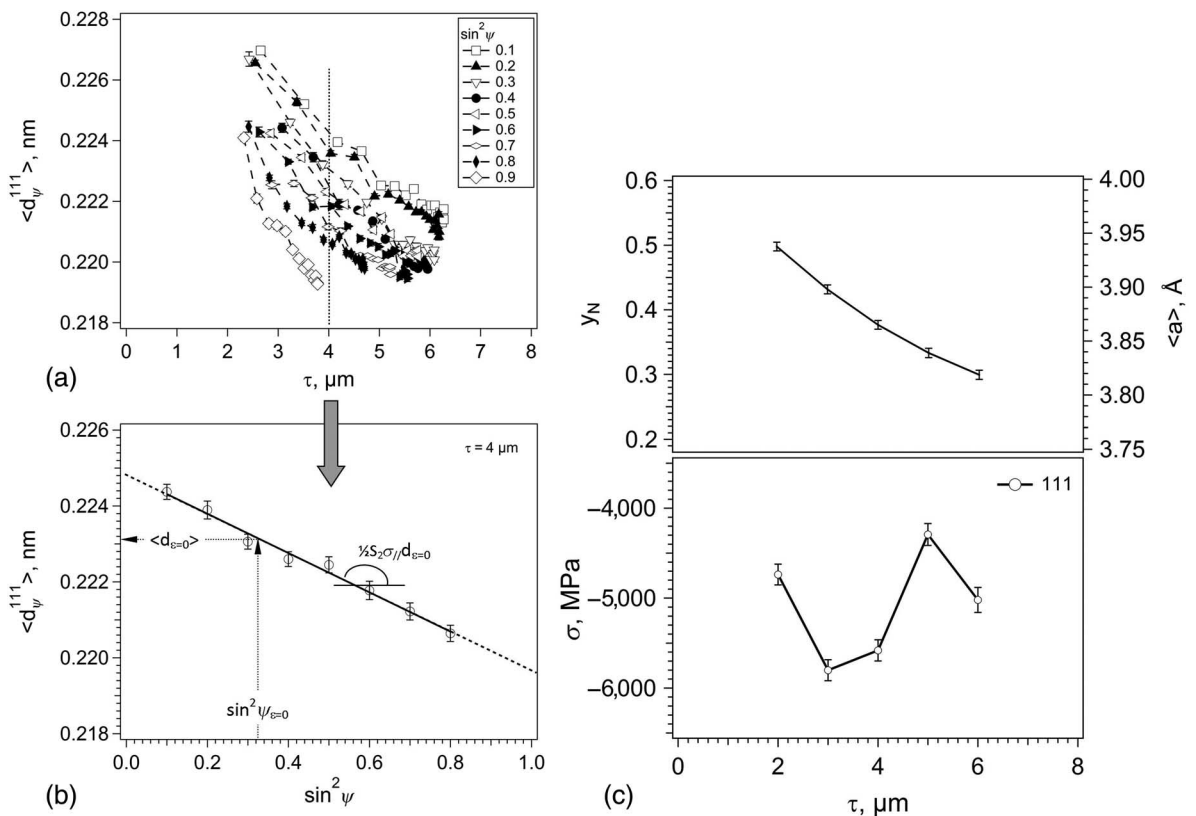 0.228
0.226
0.224
0.222
0.220
0.218
<d_ψ^111>, nm
0 1 2 3 4 5 6 7 8
τ, µm
sin²ψ
0.1
0.2
0.3
0.4
0.5
0.6
0.7
0.8
0.9
(a)
0.226
0.224
0.222
0.220
0.218
<d_ψ^111>, nm
τ = 4 µm
<d_ε=0>
½S₂σ_//d_ε=0
sin²ψ_ε=0
0.0 0.2 0.4 0.6 0.8 1.0
sin²ψ
(b)
0.6
0.5
0.4
0.3
0.2
y_N
4.00
3.95
3.90
3.85
3.80
3.75
<a>, Å
−4,000
−5,000
−6,000
σ, MPa
111
0 2 4 6 8
τ, µm
(c)